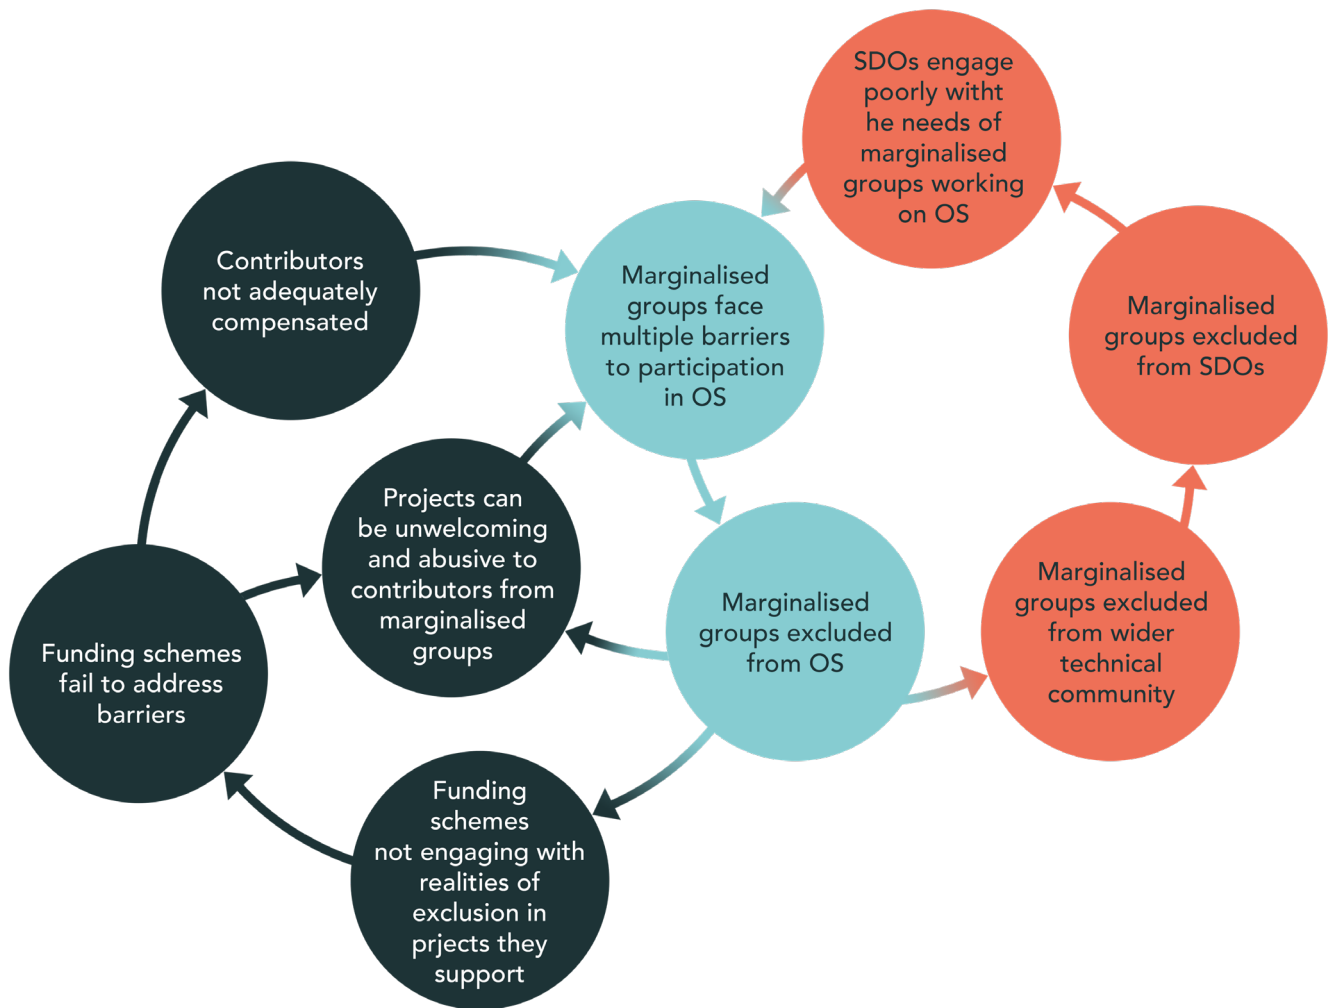 SDOs engage
poorly witht
he needs of
marginalised
groups working
on OS
Contributors
not adequately
compensated
Marginalised
groups face
multiple barriers
to participation
in OS
Marginalised
groups excluded
from SDOs
Projects can
be unwelcoming
and abusive to
contributors from
marginalised
groups
Marginalised
groups excluded
from OS
Marginalised
groups excluded
from wider
technical
community
Funding schemes
fail to address
barriers
Funding
schemes
not engaging with
realities of
exclusion in
prjects they
support